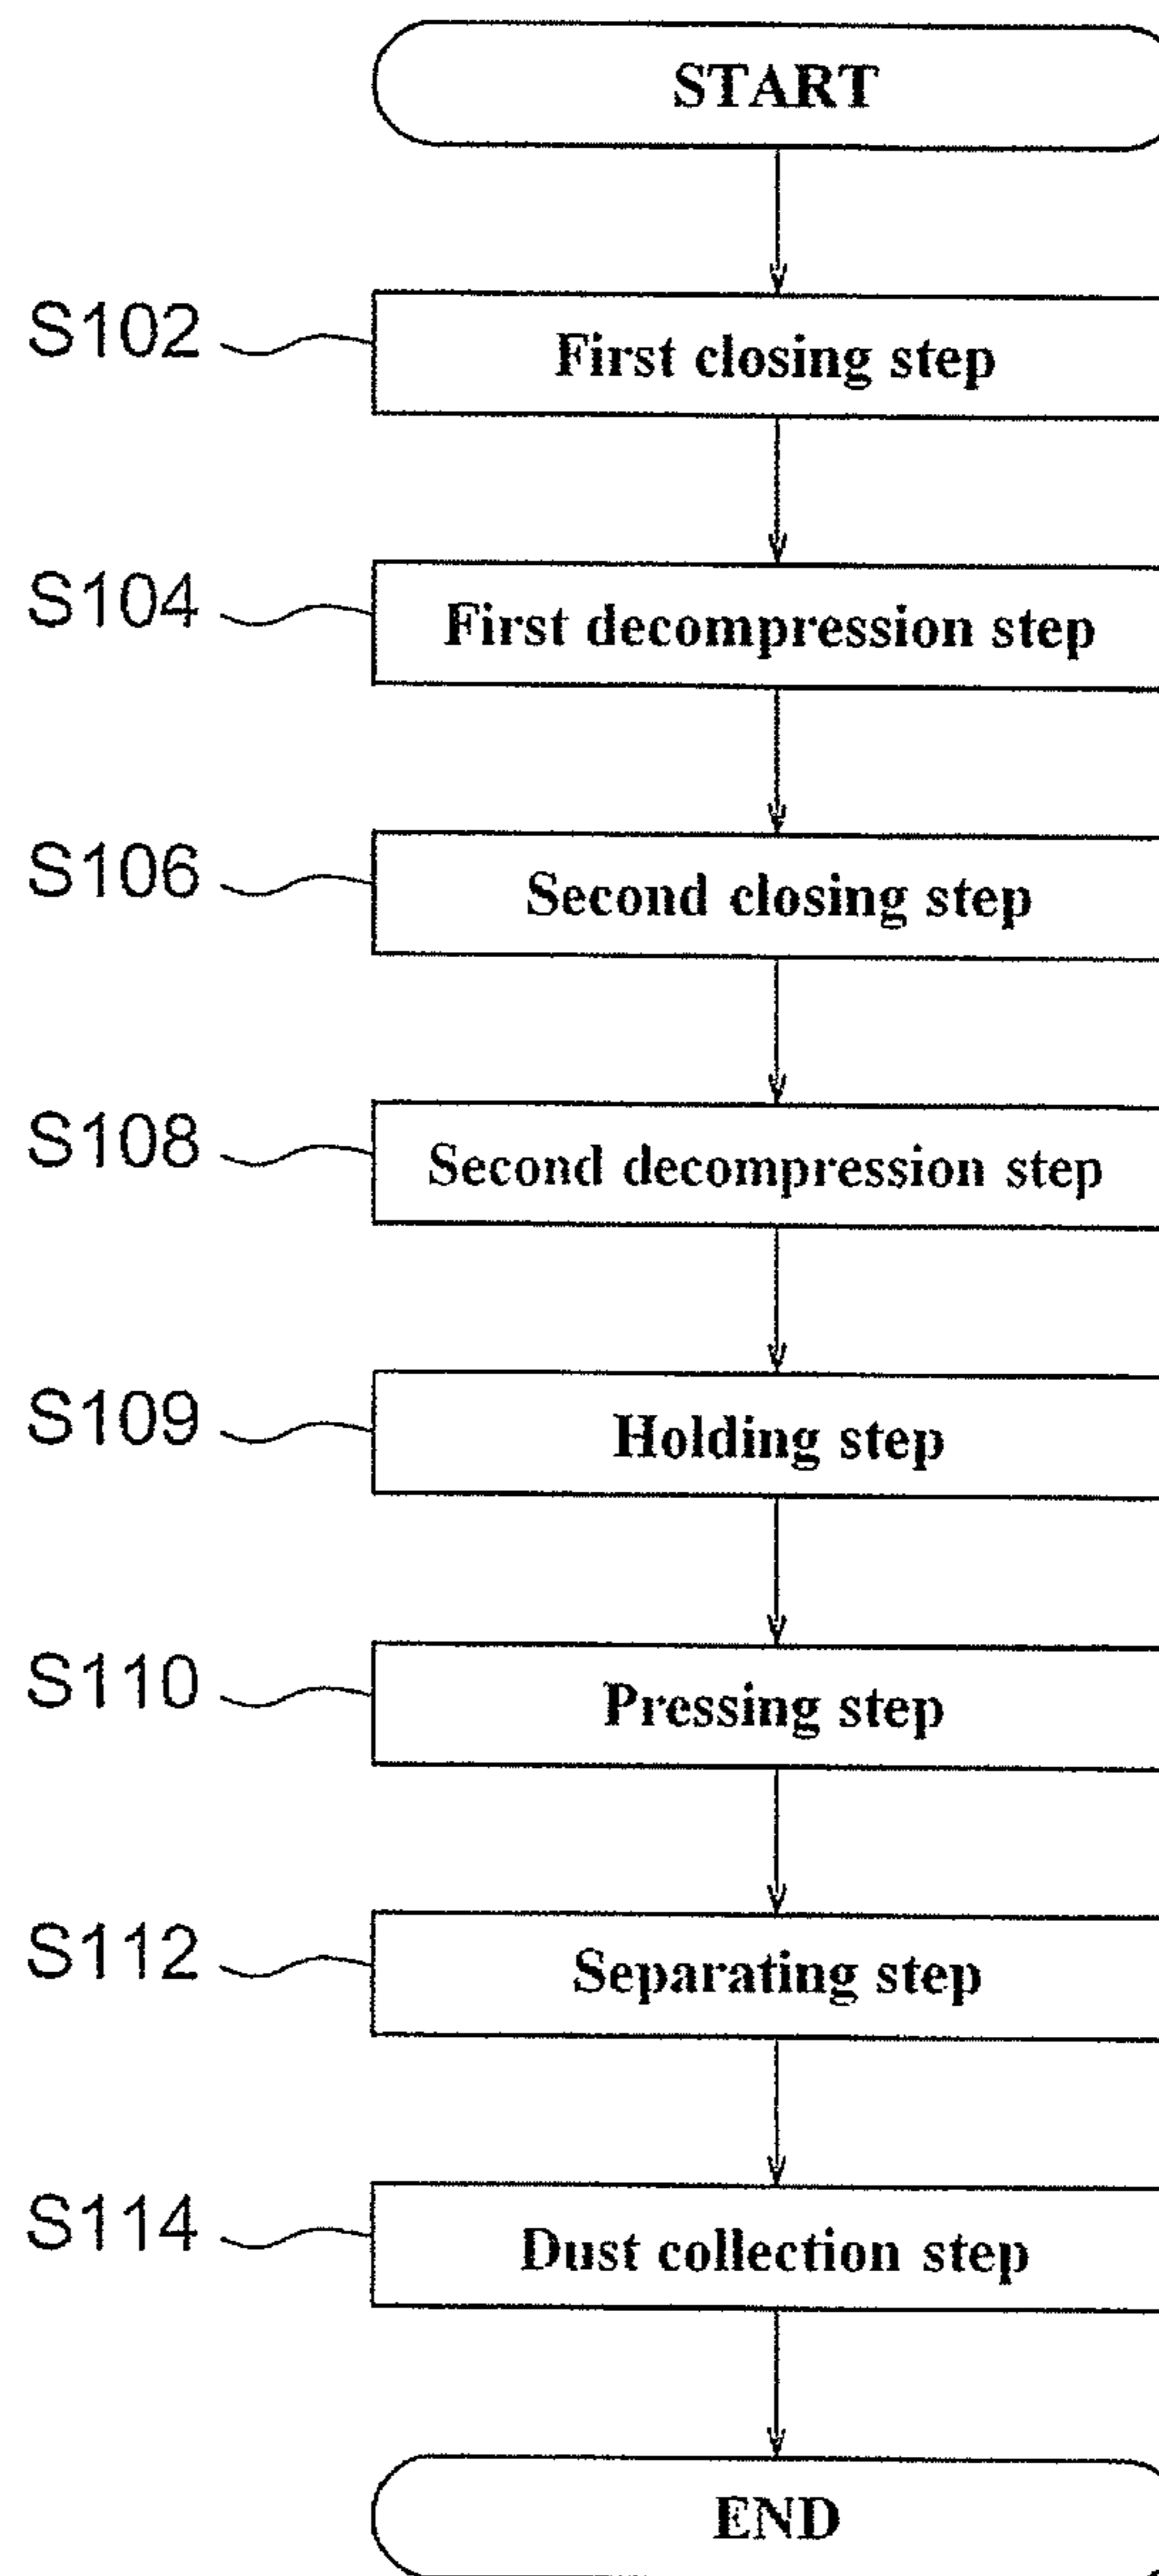 START
S102 First closing step
S104 First decompression step
S106 Second closing step
S108 Second decompression step
S109 Holding step
S110 Pressing step
S112 Separating step
S114 Dust collection step
END